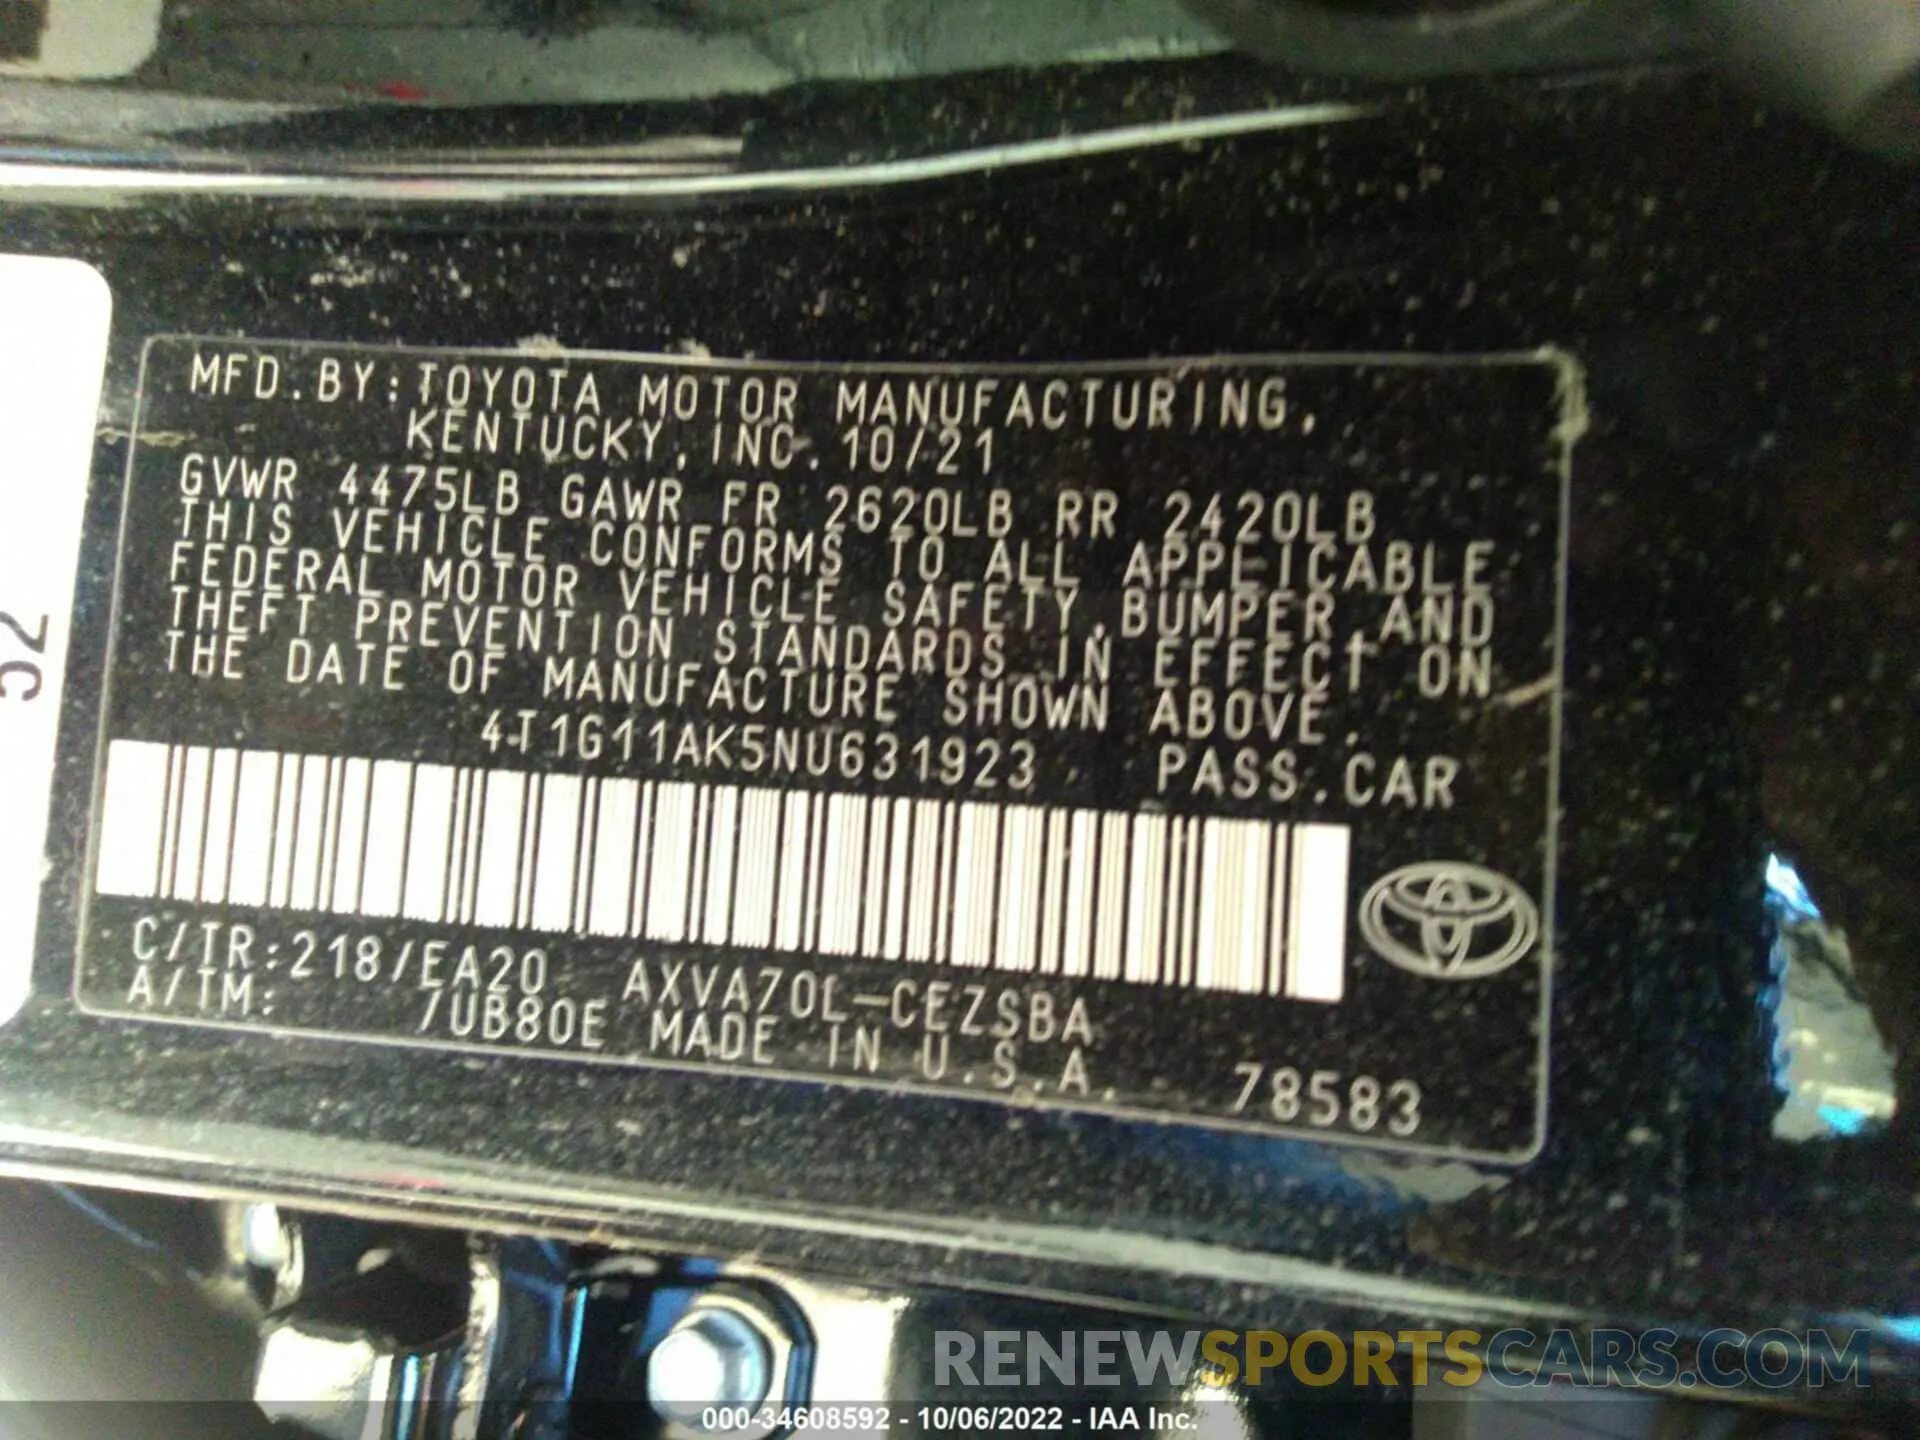 MFD.BY:TOYOTA MOTOR MANUFACTURING,
KENTUCKY, INC. 10/21
GVWR 4475LB GAWR FR 2620LB RR 2420LB
THIS VEHICLE CONFORMS TO ALL APPLICABLE
FEDERAL MOTOR VEHICLE SAFETY,BUMPER,AND
THEFT PREVENTION STANDARDS IN EFFECT ON
THE DATE OF MANUFACTURE SHOWN ABOVE.
4T1G11AK5NU631923 PASS.CAR
C/TR:218/EA20 AXVA70L-CEZSBA
A/TM: /UB80E MADE IN U.S.A. 78583
52
RENEWSPORTSCARS.COM
000-34608592 - 10/06/2022 - IAA Inc.